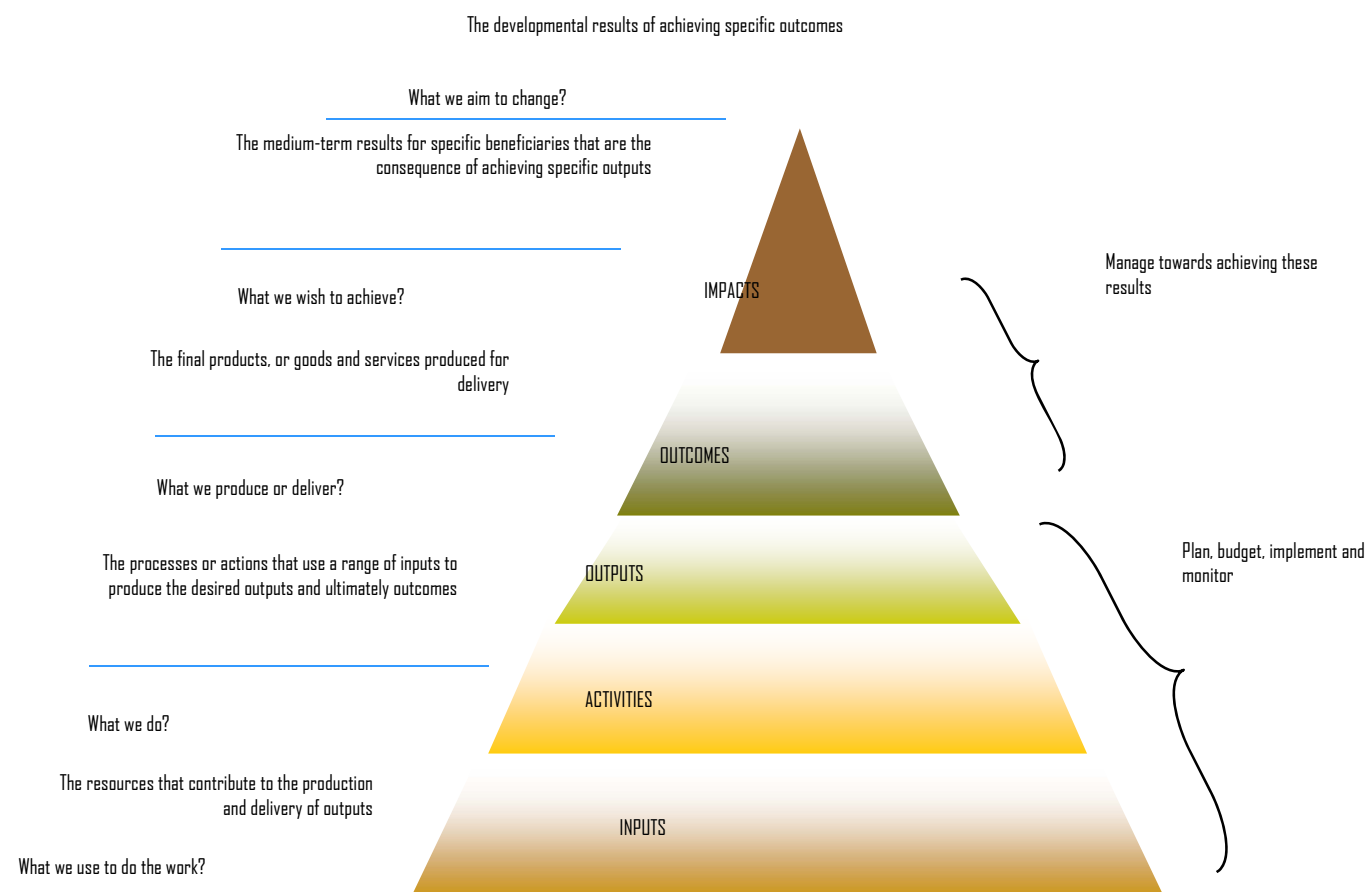 The developmental results of achieving specific outcomes
What we aim to change?
The medium-term results for specific beneficiaries that are the
consequence of achieving specific outputs
Manage towards achieving these
results
IMPACTS
What we wish to achieve?
The final products, or goods and services produced for
delivery
OUTCOMES
What we produce or deliver?
Plan, budget, implement and
monitor
The processes or actions that use a range of inputs to
produce the desired outputs and ultimately outcomes
OUTPUTS
ACTIVITIES
What we do?
The resources that contribute to the production
and delivery of outputs
INPUTS
What we use to do the work?